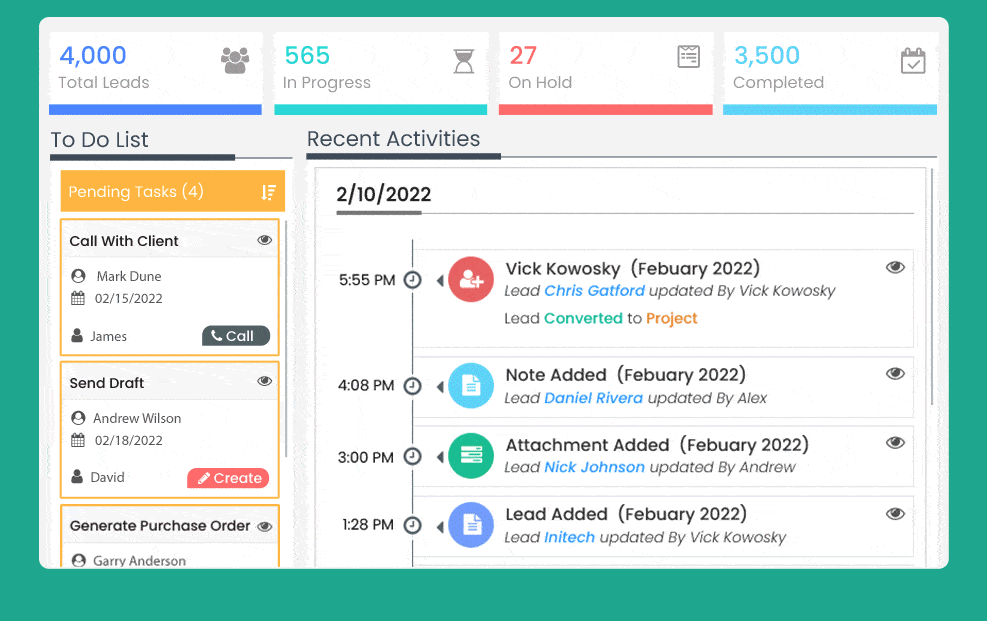 4,000
Total Leads
565
In Progress
27
On Hold
3,500
Completed
To Do List
Pending Tasks (4)
Call With Client
Mark Dune
02/15/2022
James
Call
Send Draft
Andrew Wilson
02/18/2022
David
Create
Generate Purchase Order
Garry Anderson
Recent Activities
2/10/2022
5:55 PM
Vick Kowosky (Febuary 2022)
Lead Chris Gatford updated By Vick Kowosky
Lead Converted to Project
4:08 PM
Note Added (Febuary 2022)
Lead Daniel Rivera updated By Alex
3:00 PM
Attachment Added (Febuary 2022)
Lead Nick Johnson updated By Andrew
1:28 PM
Lead Added (Febuary 2022)
Lead Initech updated By Vick Kowosky